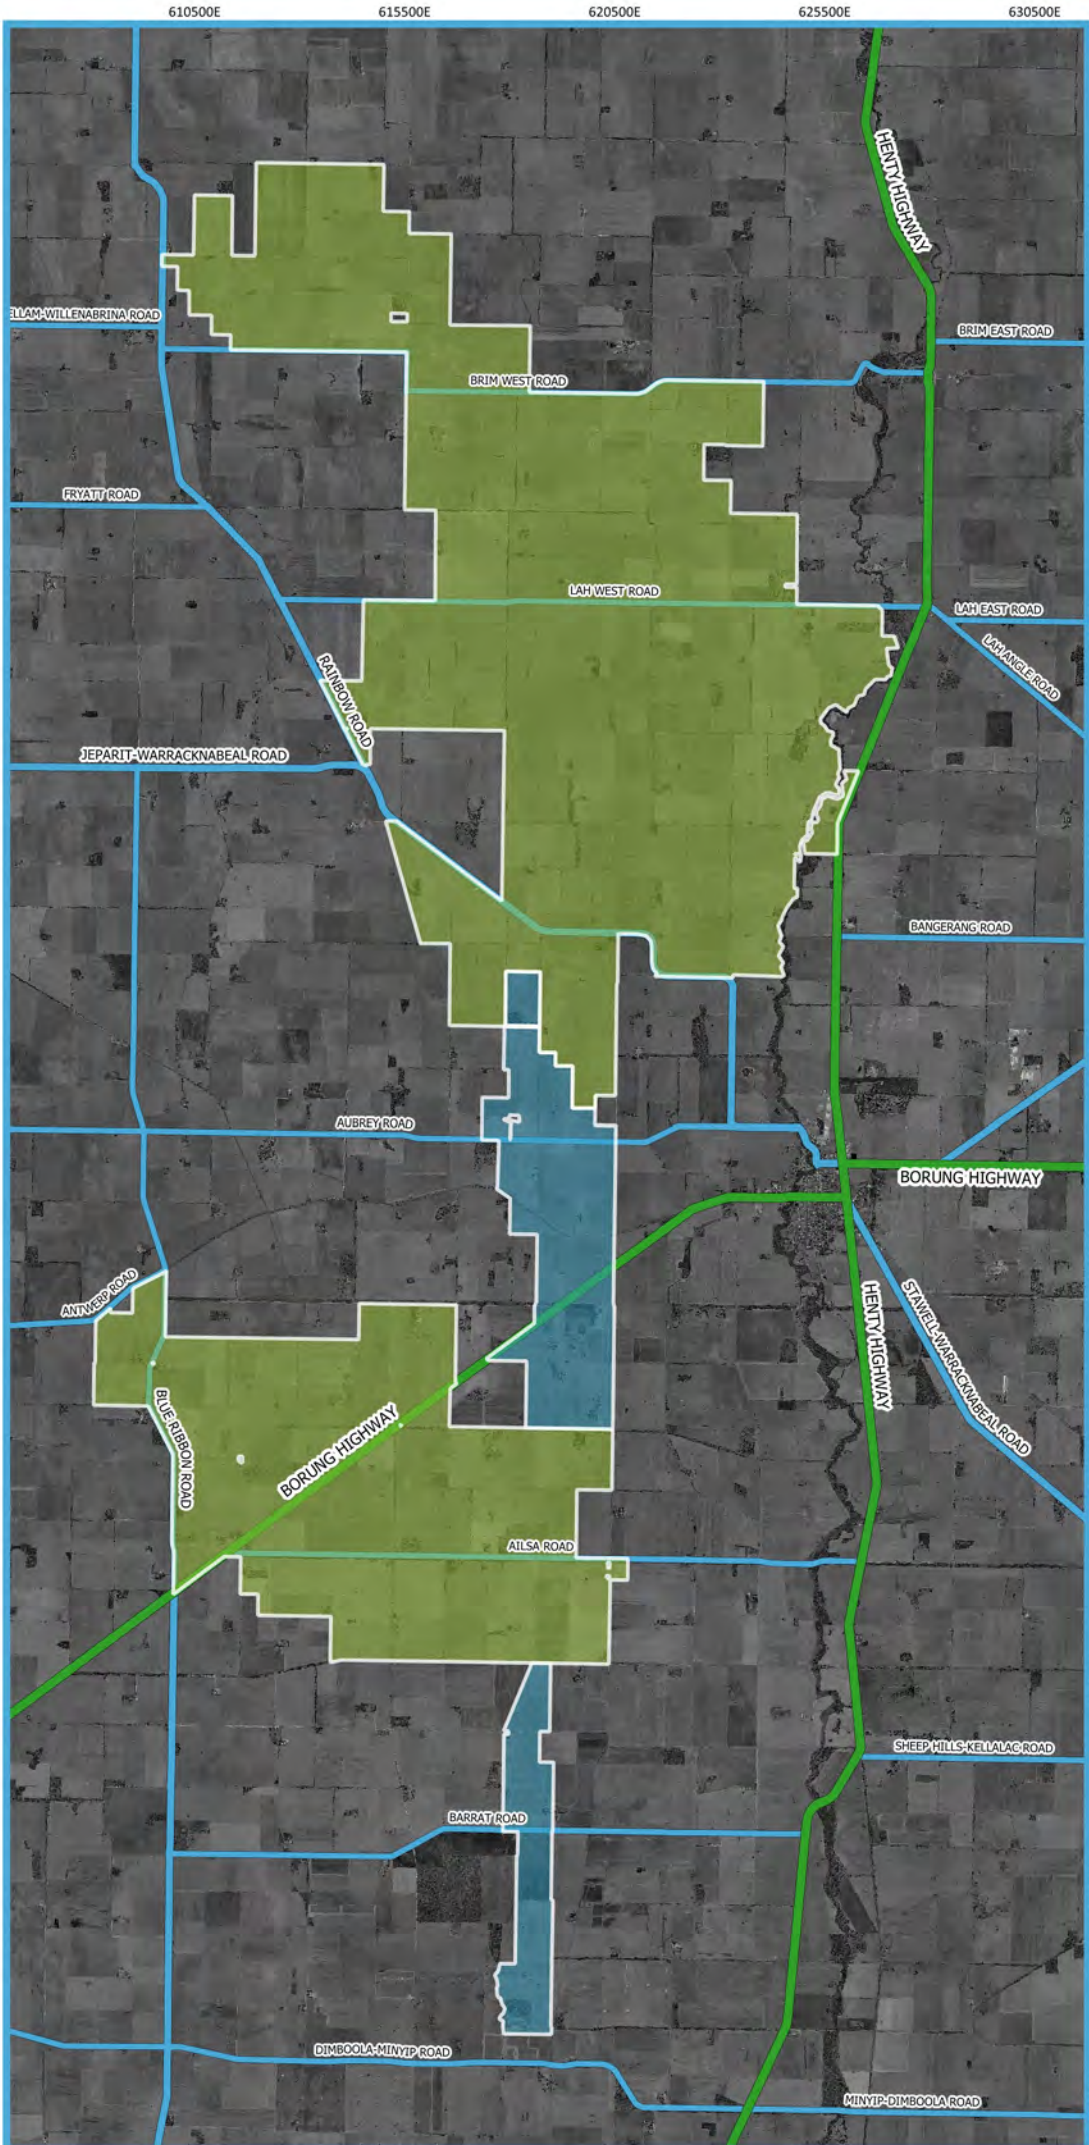 610500E 615500E 620500E 625500E 630500E
HENTY HIGHWAY
ELLAM-WILLENABRINA ROAD
BRIM EAST ROAD
BRIM WEST ROAD
FRYATT ROAD
LAH WEST ROAD
LAH EAST ROAD
LAH ANGLE ROAD
RAINBOW ROAD
JEPARIT-WARRACKNABEAL ROAD
BANGERANG ROAD
AUBREY ROAD
BORUNG HIGHWAY
ANTWERP ROAD
HENTY HIGHWAY
STAWELL-WARRACKNABEAL ROAD
BLUE RIBBON ROAD
BORUNG HIGHWAY
AILSA ROAD
SHEEP HILLS-KELLALAC ROAD
BARRAT ROAD
DIMBOOLA-MINYIP ROAD
MINYIP-DIMBOOLA ROAD